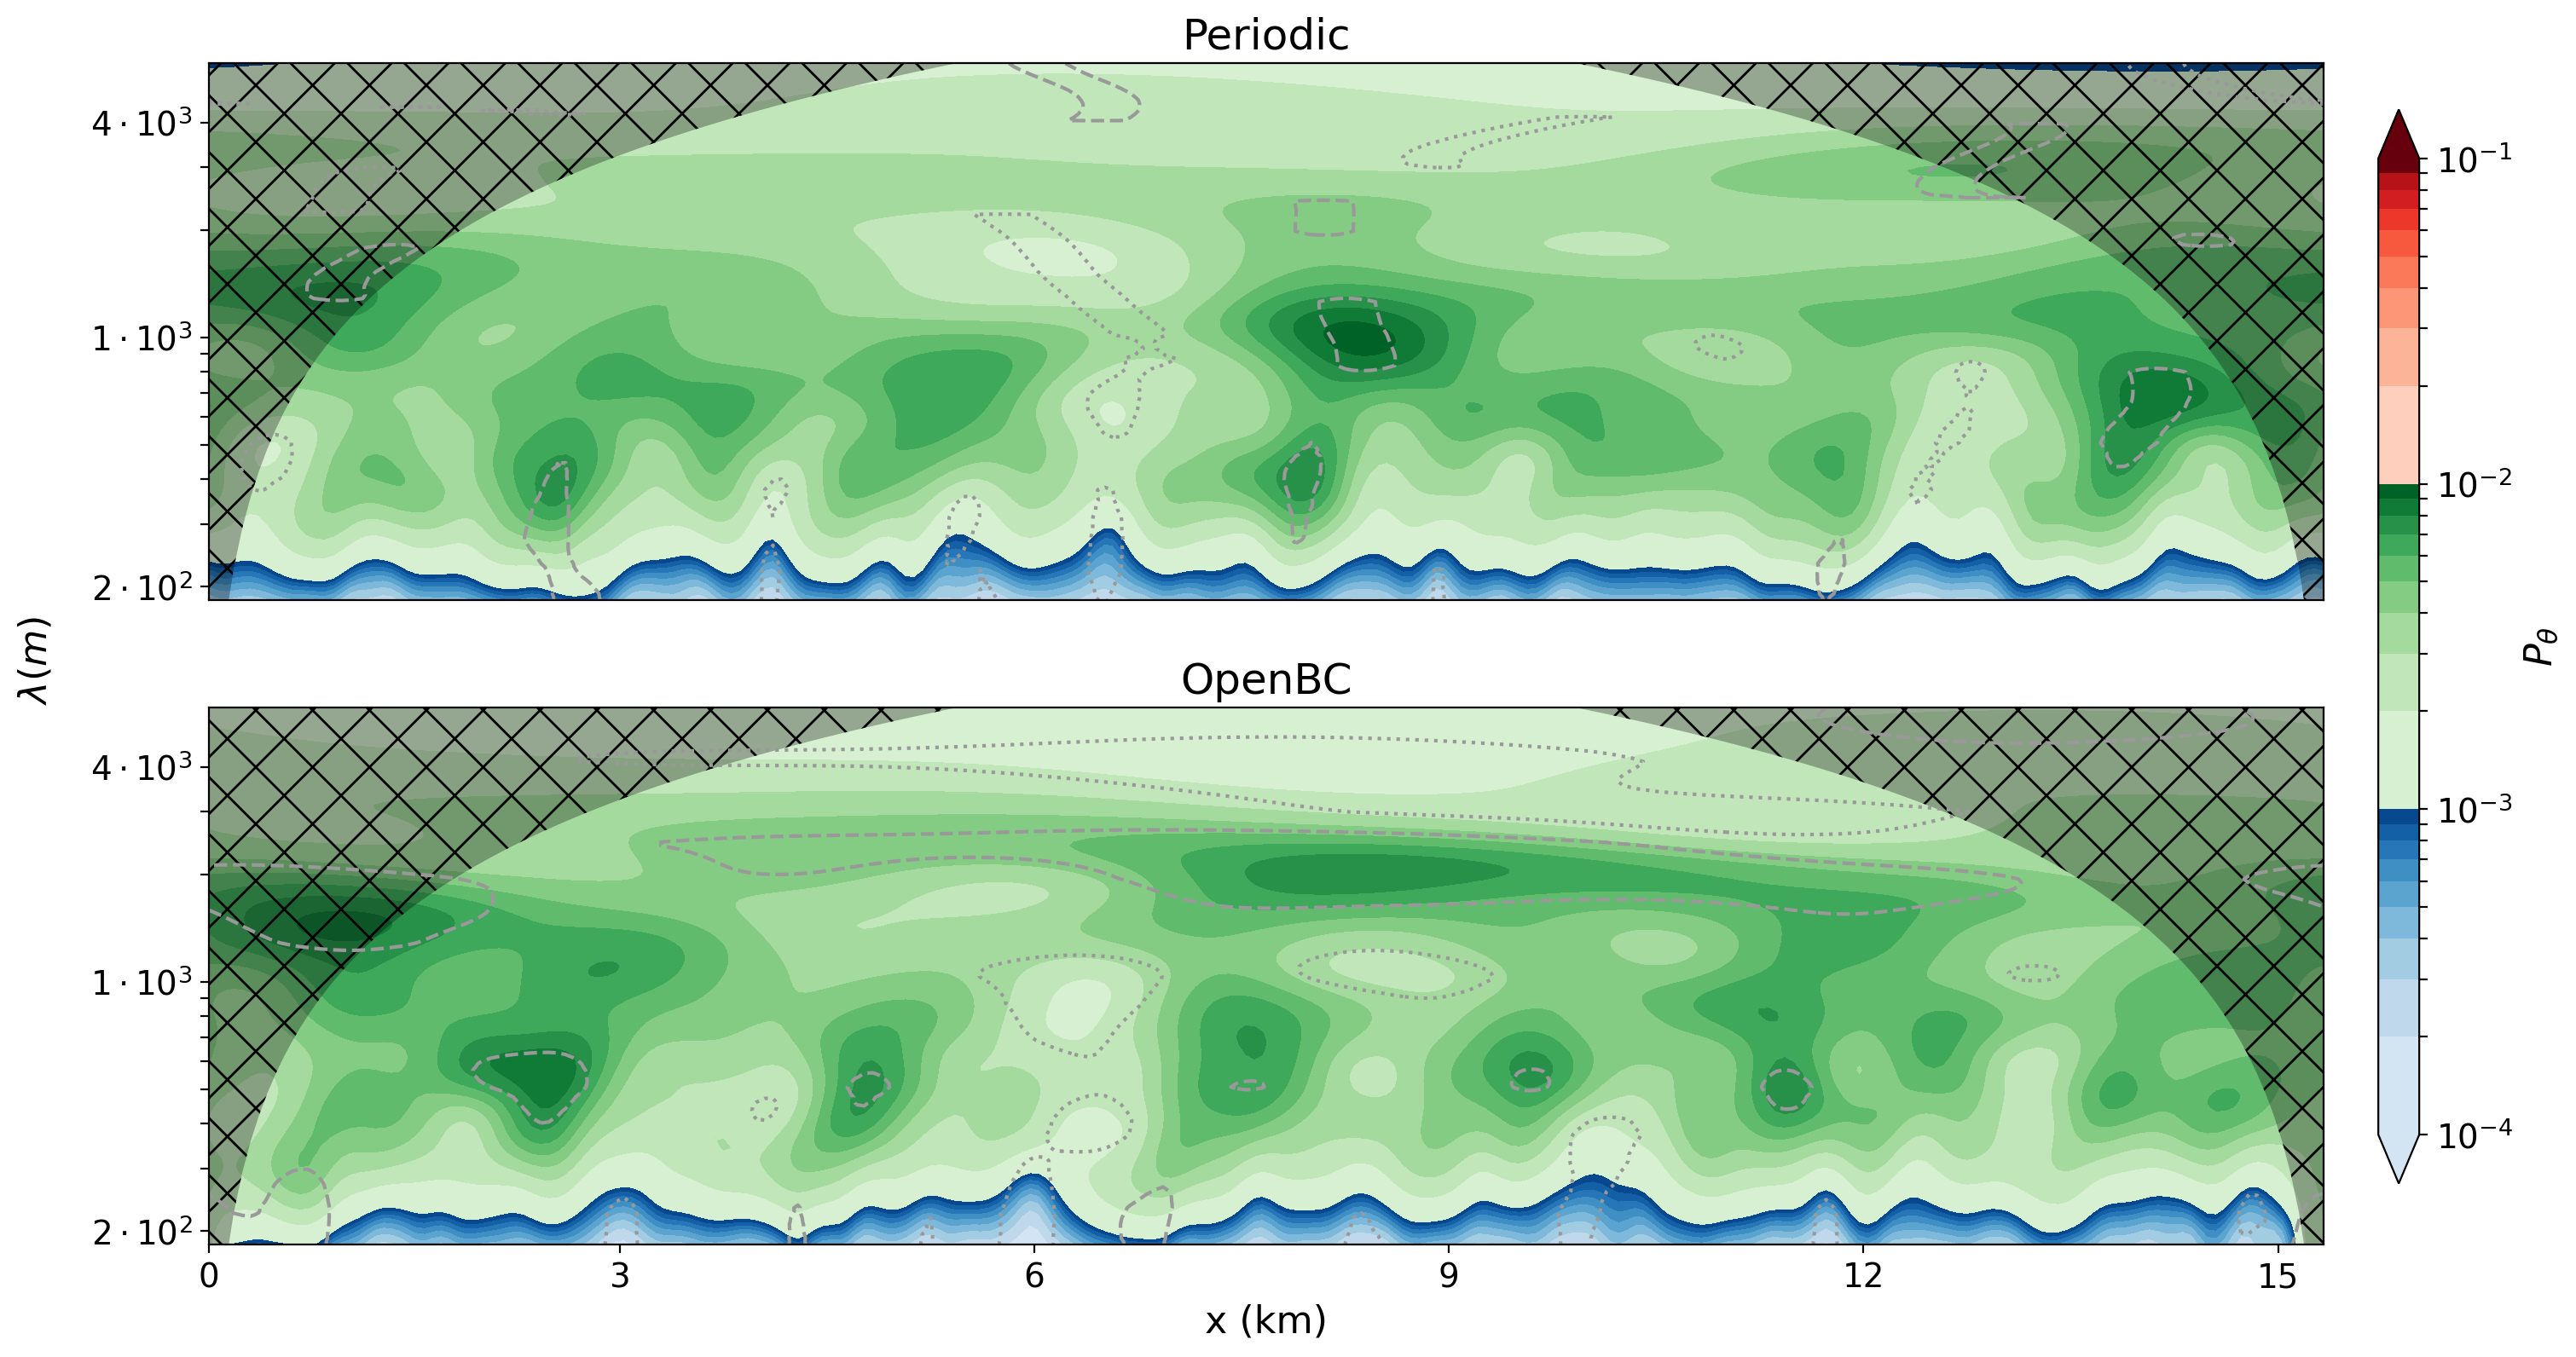 Periodic
4 · 10³
1 · 10³
2 · 10²
λ(m)
OpenBC
4 · 10³
1 · 10³
2 · 10²
0 3 6 9 12 15
x (km)
10⁻¹
10⁻²
10⁻³
10⁻⁴
P_θ